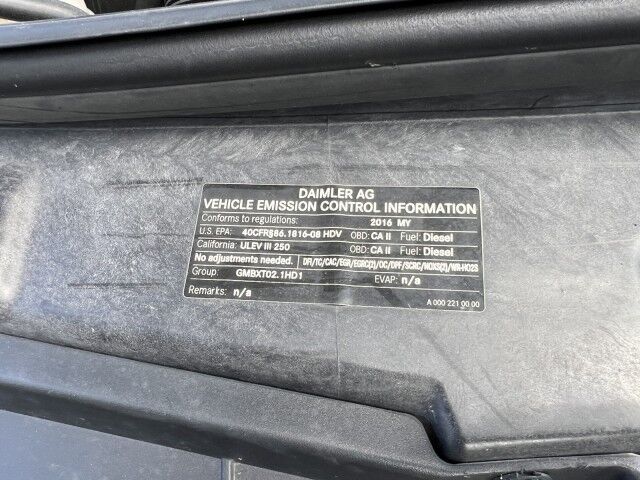 DAIMLER AG
VEHICLE EMISSION CONTROL INFORMATION
Conforms to regulations: 2016 MY
U.S. EPA: 40CFR§86.1816-08 HDV OBD: CA II Fuel: Diesel
California: ULEV III 250 OBD: CA II Fuel: Diesel
No adjustments needed. DFI/TC/CAC/EGR/EGRC(2)/OC/DPF/SCRC/NOXS(2)/WR-HO2S
Group: GMBXT02.1HD1 EVAP: n/a
Remarks: n/a
A 000 221 00 00